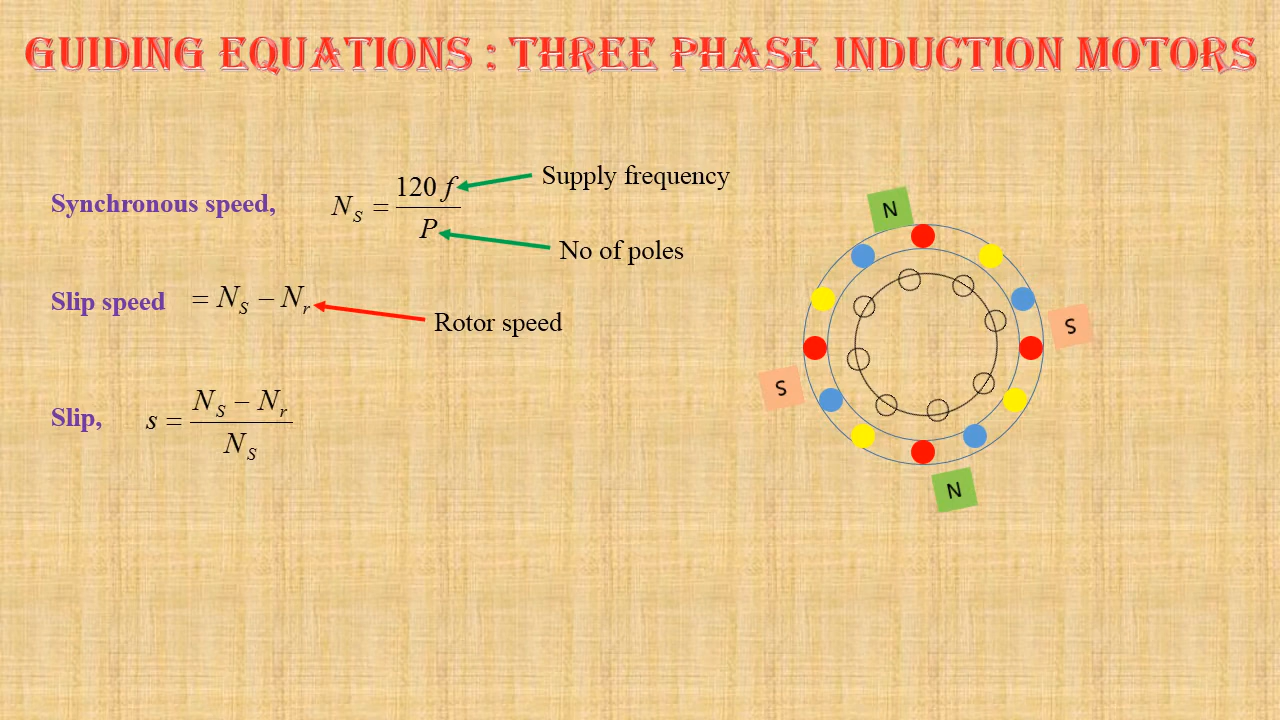 GUIDING EQUATIONS : THREE PHASE INDUCTION MOTORS
Synchronous speed, N_S = 120 f / P
Supply frequency
No of poles
Slip speed = N_S − N_r
Rotor speed
Slip, s = (N_S − N_r) / N_S
N
S
S
N